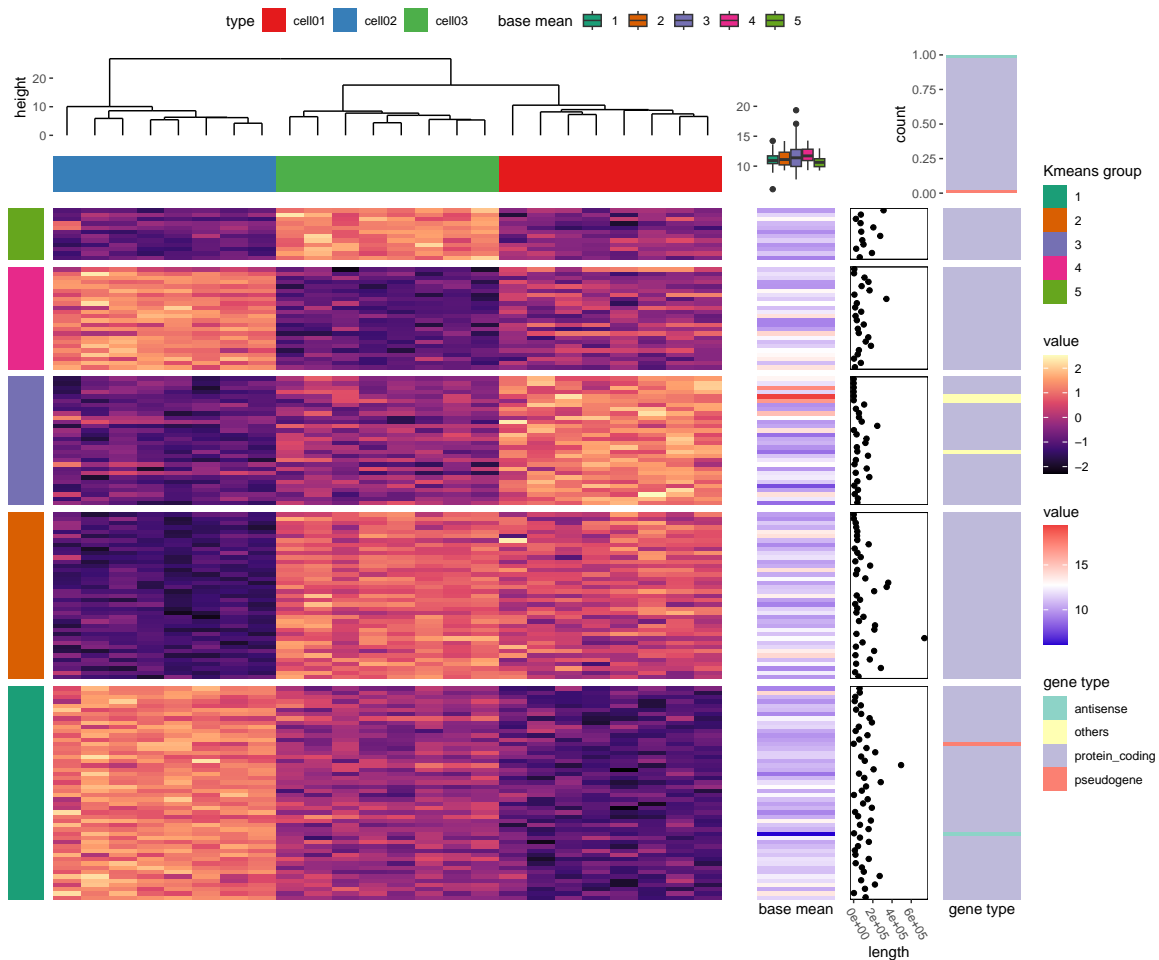 type cell01 cell02 cell03 base mean 1 2 3 4 5
height
20
10
0
20
15
10
count
1.00
0.75
0.50
0.25
0.00
Kmeans group
1
2
3
4
5
value
2
1
0
−1
−2
value
15
10
gene type
antisense
others
protein_coding
pseudogene
base mean
0e+00
2e+05
4e+05
6e+05
length
gene type